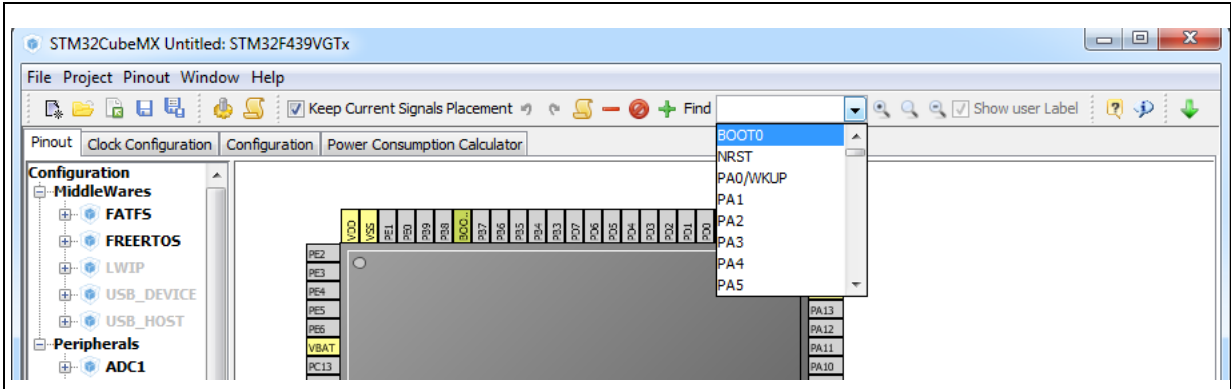 STM32CubeMX Untitled: STM32F439VGTx
File Project Pinout Window Help
Keep Current Signals Placement Find Show user Label
Pinout Clock Configuration Configuration Power Consumption Calculator
BOOT0
NRST
PA0/WKUP
PA1
PA2
PA3
PA4
PA5
Configuration
MiddleWares
FATFS
FREERTOS
LWIP
USB_DEVICE
USB_HOST
Peripherals
ADC1
VDD VSS PE1 PE0 PB9 PB8 BOO.. PB7 PB6 PB5 PB4 PB3 PD7 PD6 PD5 PD4 PD3 PD2 PD1 PD0
PE2
PE3
PE4
PE5
PE6
VBAT
PC13
PA13
PA12
PA11
PA10